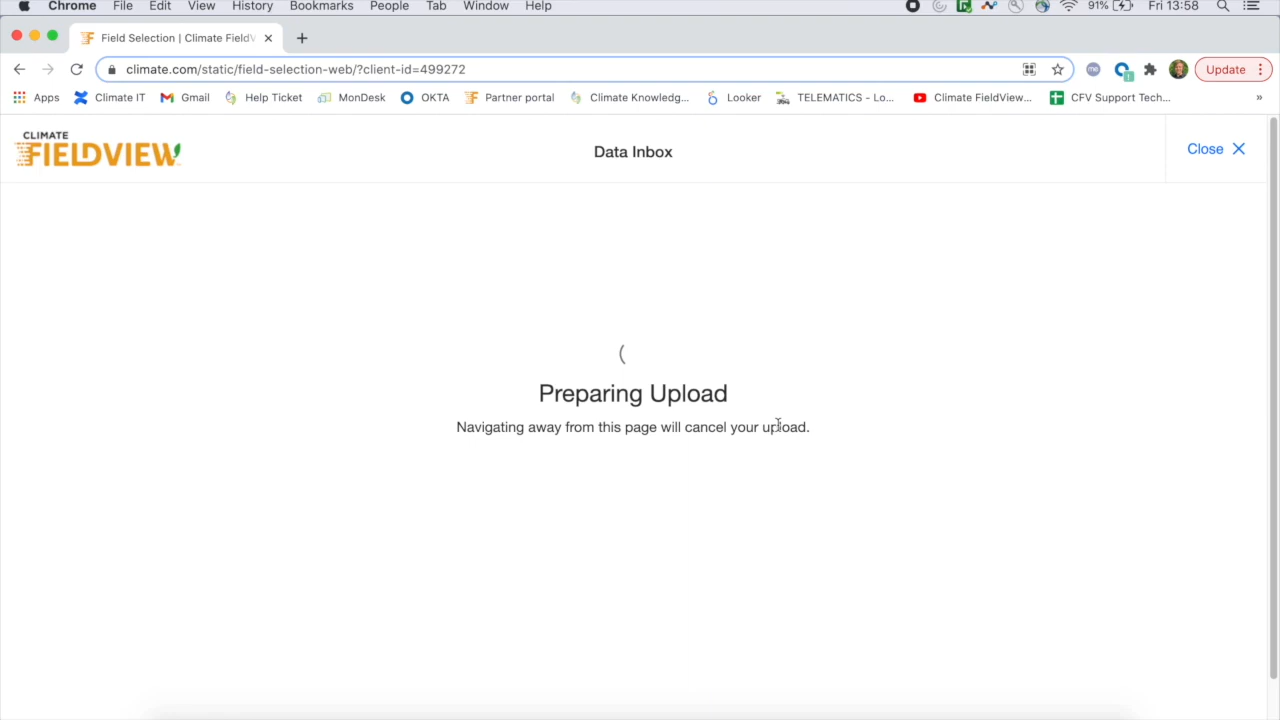 Chrome File Edit View History Bookmarks People Tab Window Help 91% Fri 13:58
Field Selection | Climate FieldV
climate.com/static/field-selection-web/?client-id=499272 Update
Apps Climate IT Gmail Help Ticket MonDesk OKTA Partner portal Climate Knowledg... Looker TELEMATICS - Lo... Climate FieldView... CFV Support Tech... »
CLIMATE
FIELDVIEW
Data Inbox
Close
Preparing Upload
Navigating away from this page will cancel your upload.